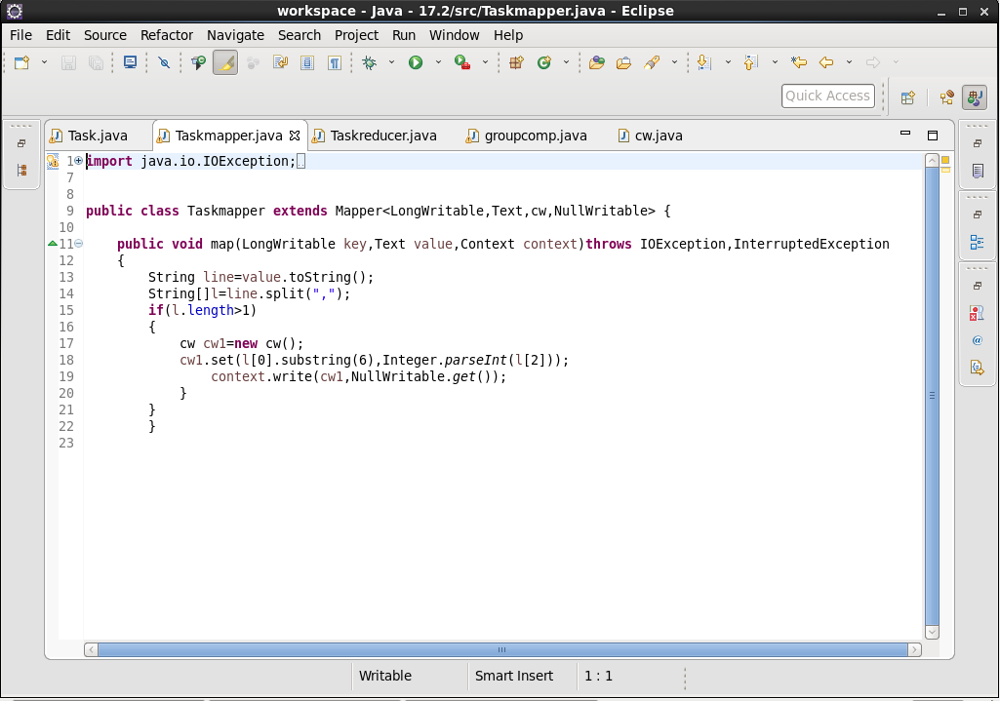 workspace - Java - 17.2/src/Taskmapper.java - Eclipse
File Edit Source Refactor Navigate Search Project Run Window Help
Quick Access
Task.java Taskmapper.java Taskreducer.java groupcomp.java cw.java
1 import java.io.IOException;
7
8
9 public class Taskmapper extends Mapper<LongWritable,Text,cw,NullWritable> {
10
11 public void map(LongWritable key,Text value,Context context)throws IOException,InterruptedException
12 {
13 String line=value.toString();
14 String[]l=line.split(",");
15 if(l.length>1)
16 {
17 cw cw1=new cw();
18 cw1.set(l[0].substring(6),Integer.parseInt(l[2]));
19 context.write(cw1,NullWritable.get());
20 }
21 }
22 }
23
Writable Smart Insert 1 : 1